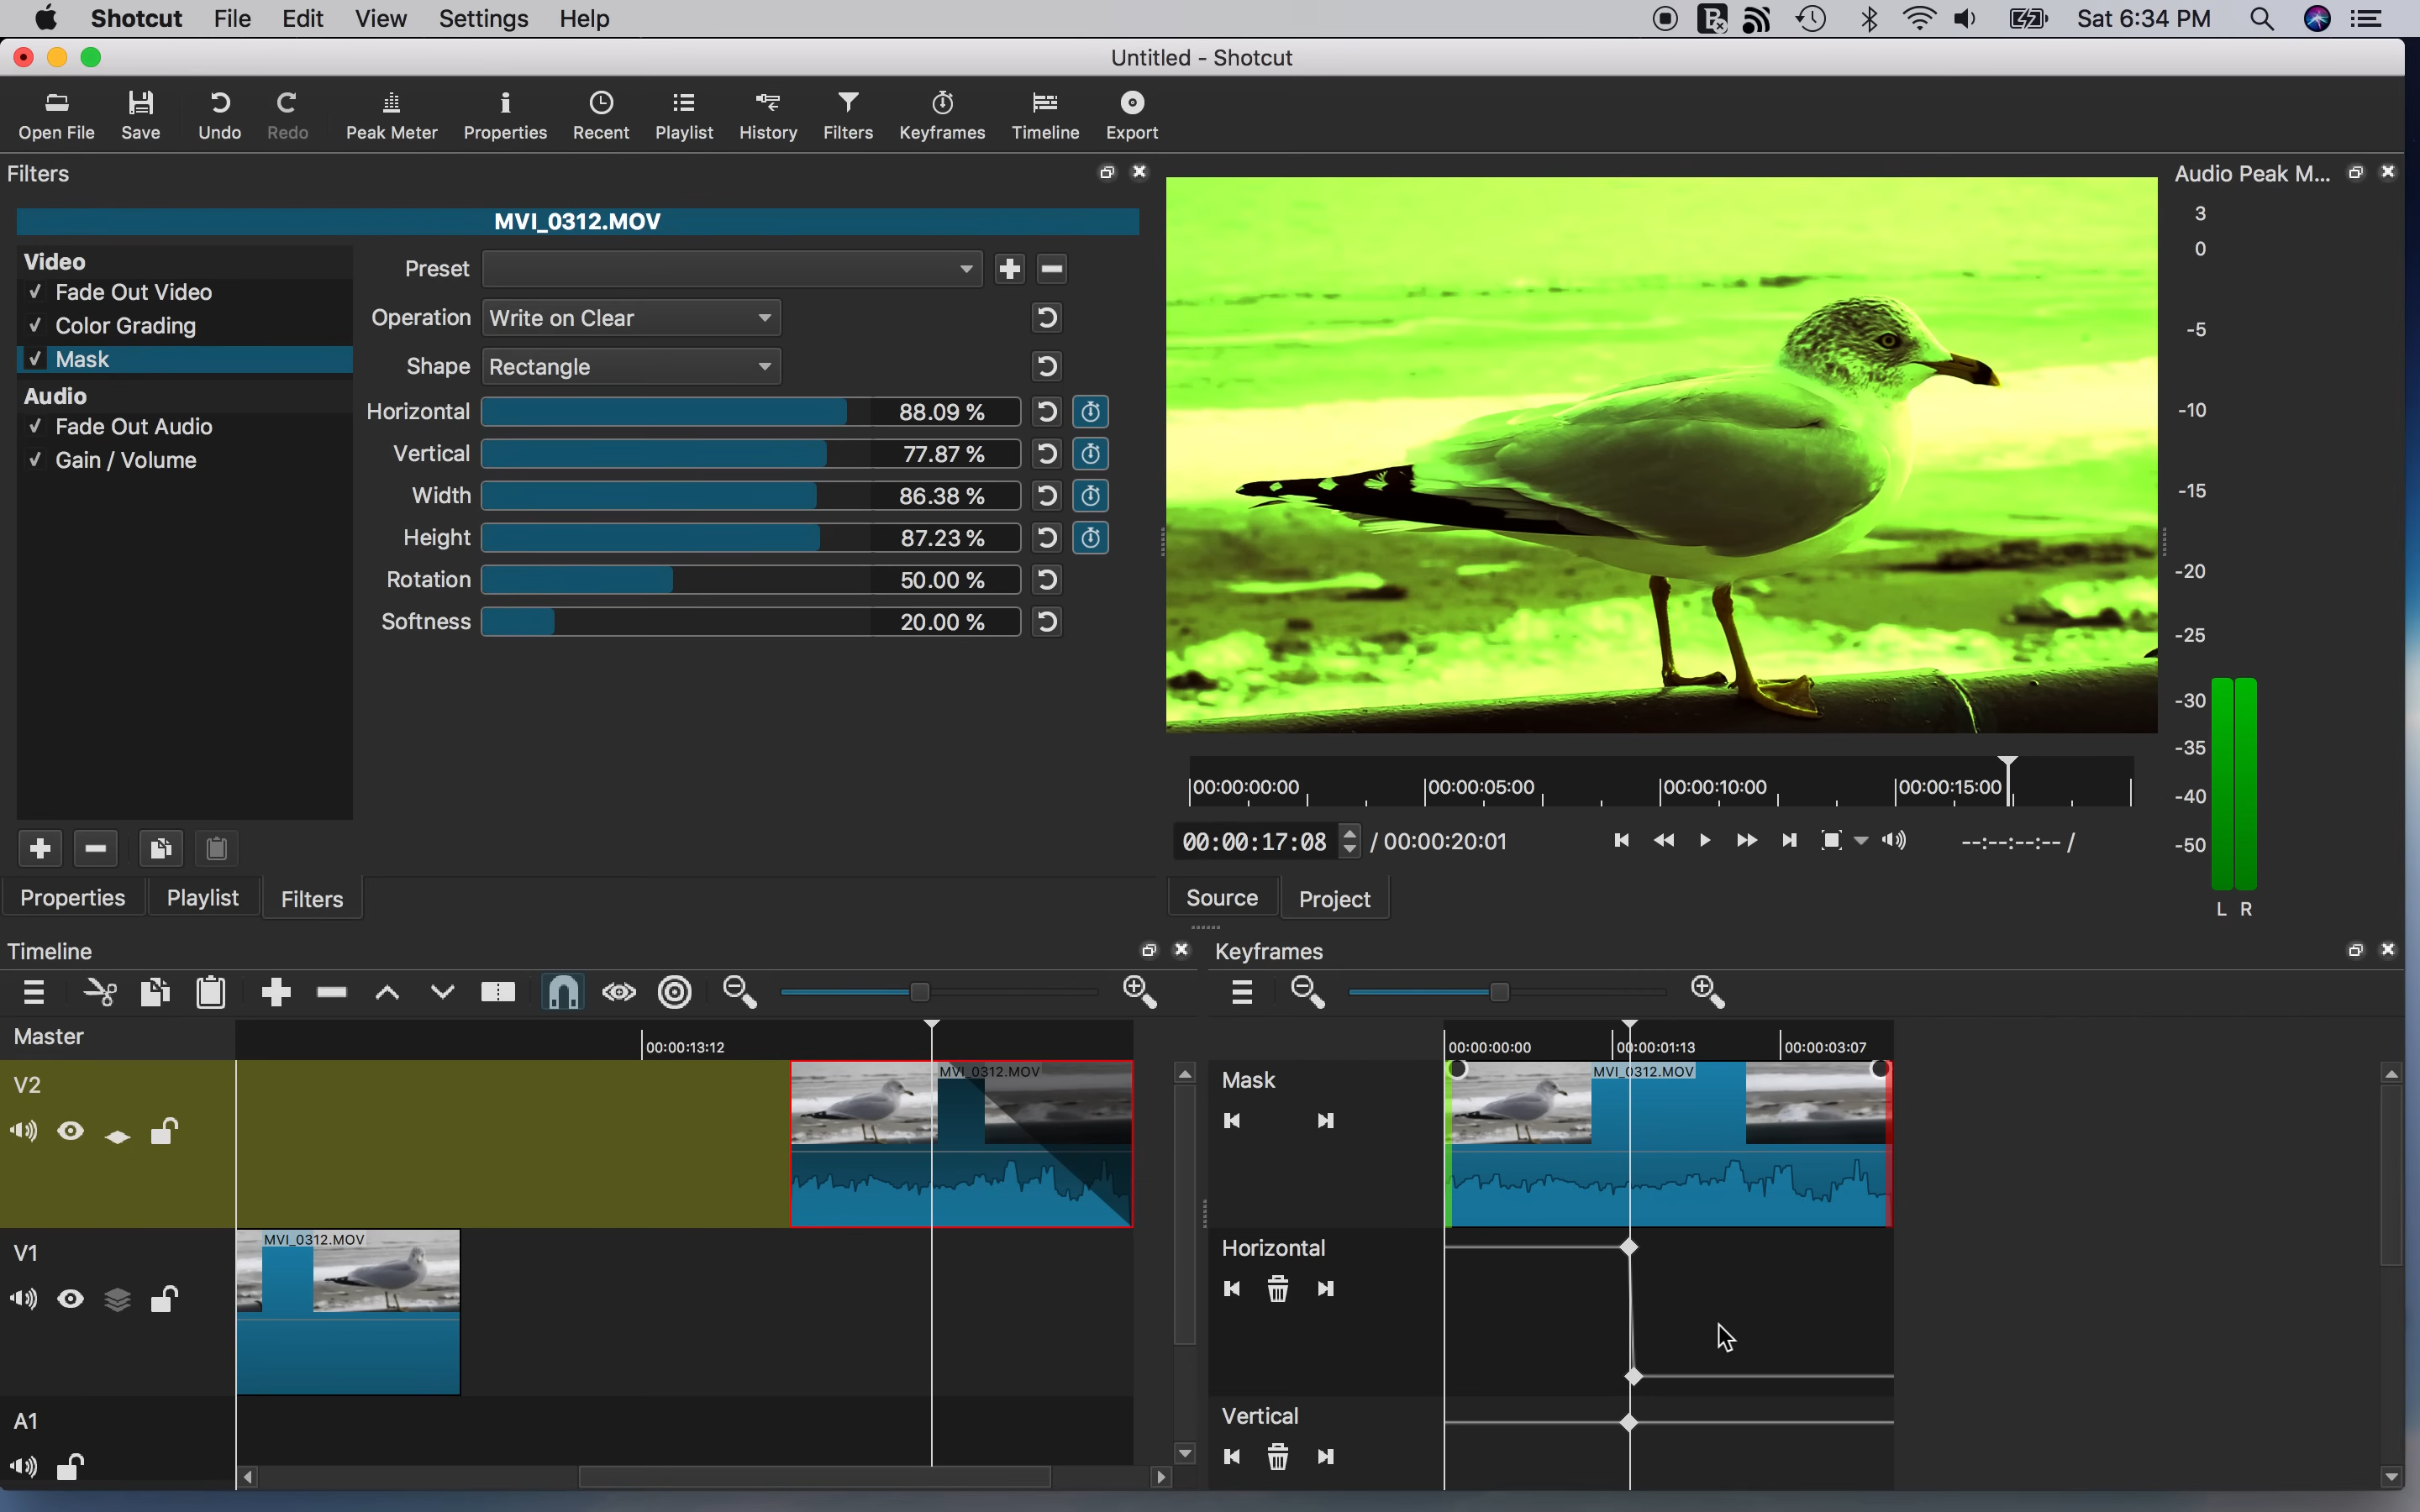 Shotcut File Edit View Settings Help Sat 6:34 PM
Untitled - Shotcut
Open File Save Undo Redo Peak Meter Properties Recent Playlist History Filters Keyframes Timeline Export
Filters
MVI_0312.MOV
Video
Fade Out Video
Color Grading
Mask
Audio
Fade Out Audio
Gain / Volume
Preset
Operation Write on Clear
Shape Rectangle
Horizontal 88.09 %
Vertical 77.87 %
Width 86.38 %
Height 87.23 %
Rotation 50.00 %
Softness 20.00 %
Properties Playlist Filters
00:00:00:00 00:00:05:00 00:00:10:00 00:00:15:00
00:00:17:08 / 00:00:20:01 --:--:--:-- /
Source Project
Audio Peak M...
3
0
-5
-10
-15
-20
-25
-30
-35
-40
-50
L R
Timeline
Master
00:00:13:12
V2
MVI_0312.MOV
V1
MVI_0312.MOV
A1
Keyframes
00:00:00:00 00:00:01:13 00:00:03:07
Mask
MVI_0312.MOV
Horizontal
Vertical